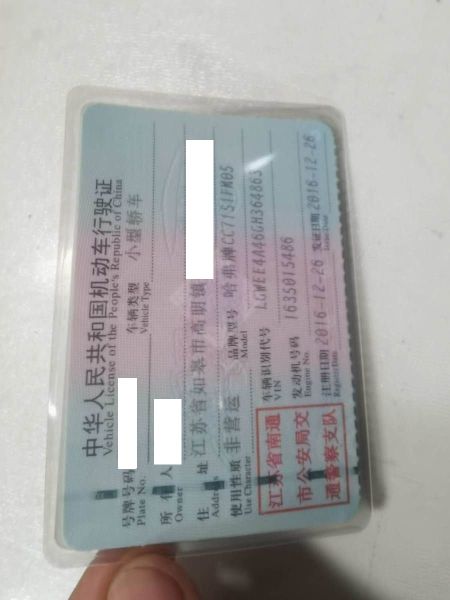 中华人民共和国机动车行驶证
Vehicle License of the People's Republic of China
号牌号码 车辆类型 小型轿车
Plate No. Vehicle Type
所有人
Owner
住址 江苏省如皋市高明镇
Address
使用性质 非营运 品牌型号 哈弗牌CC7151FM05
Use Character Model
江苏省南通
市公安局交
通警察支队
车辆识别代号 LGWEE4A46GH364863
VIN
发动机号码 1635015486
Engine No.
注册日期 2016-12-26 发证日期 2016-12-26
Register Date Issue Date